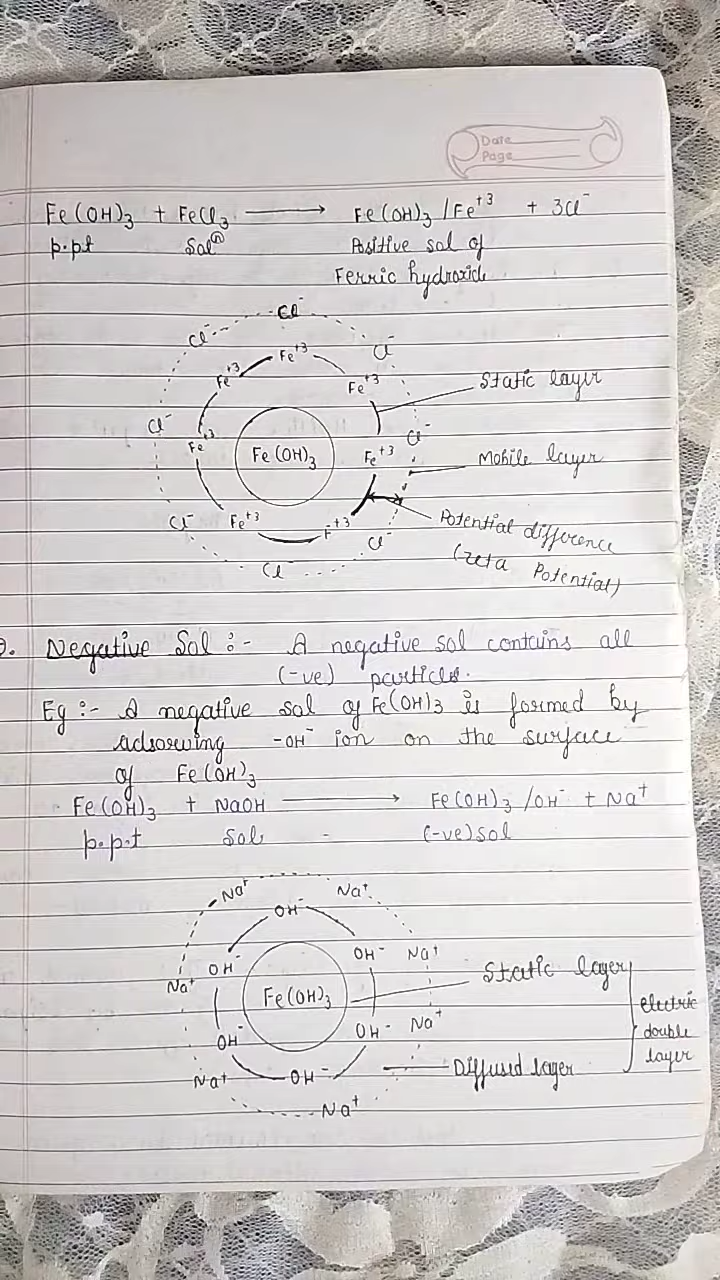 Date
Page
Fe(OH)₃ + FeCl₃ ⟶ Fe(OH)₃ /Fe⁺³ + 3Cl⁻
p.pt Solⁿ Positive sol of
Ferric hydroxide
Cl⁻
Cl⁻ Cl⁻
Fe⁺³
Fe⁺³ Fe⁺³
Static layer
Cl⁻ Cl⁻
Fe⁺³ Fe(OH)₃ Fe⁺³
Mobile layer
Cl⁻ Fe⁺³ F⁺³ Cl⁻
Potential difference
(zeta Potential)
Cl⁻
2. Negative Sol :- A negative sol contains all
(-ve) particles.
Eg :- A negative sol of Fe(OH)₃ is formed by
adsorwing -OH⁻ ion on the surface
of Fe(OH)₃
Fe(OH)₃ + NaOH ⟶ Fe(OH)₃ /OH⁻ + Na⁺
p.p.t Sol. (-ve) sol
Na⁺ Na⁺
OH⁻
OH⁻ OH⁻ Na⁺
Na⁺ Fe(OH)₃ Static layer
electric
double
layer
OH⁻ OH⁻ Na⁺
Na⁺ OH⁻ Diffused layer
Na⁺